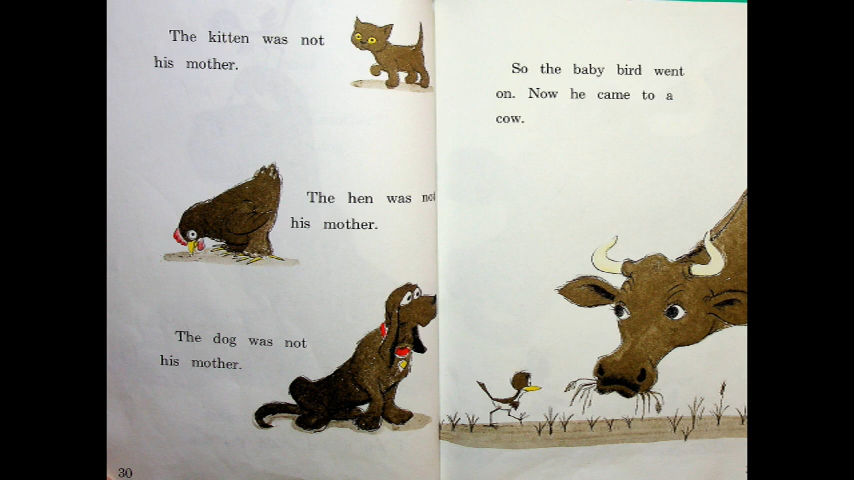 The kitten was not
his mother.
The hen was not
his mother.
The dog was not
his mother.
30
So the baby bird went
on. Now he came to a
cow.